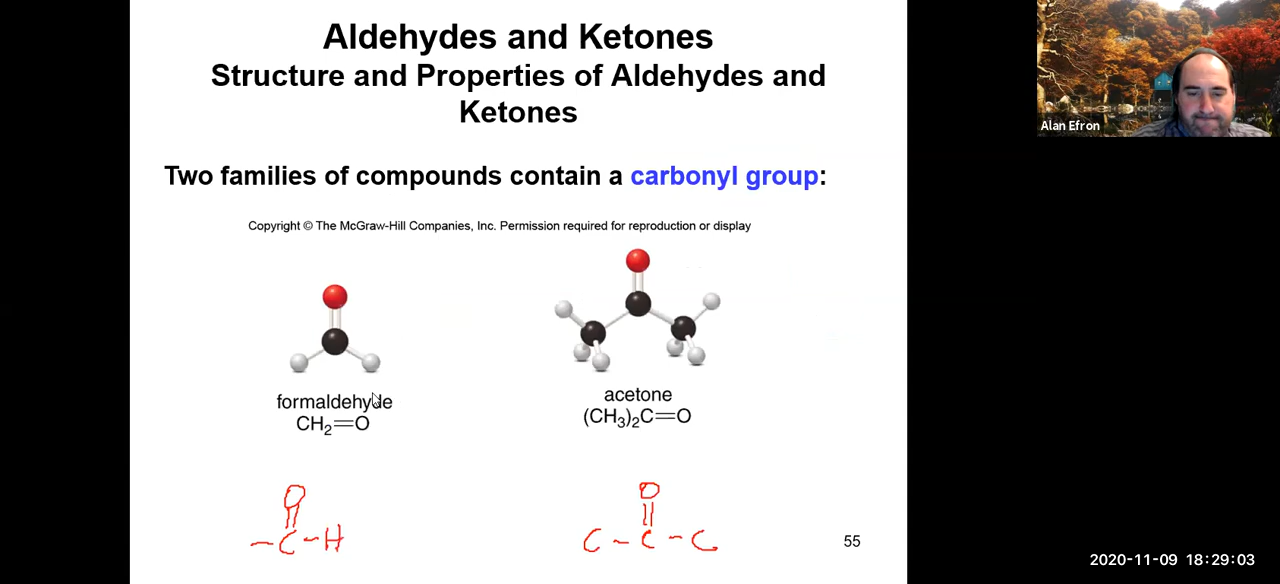 Aldehydes and Ketones
Structure and Properties of Aldehydes and
Ketones
Two families of compounds contain a carbonyl group:
Copyright © The McGraw-Hill Companies, Inc. Permission required for reproduction or display
formaldehyde
CH₂=O
acetone
(CH₃)₂C=O
O
–C–H
O
C–C–C
55
Alan Efron
2020-11-09 18:29:03